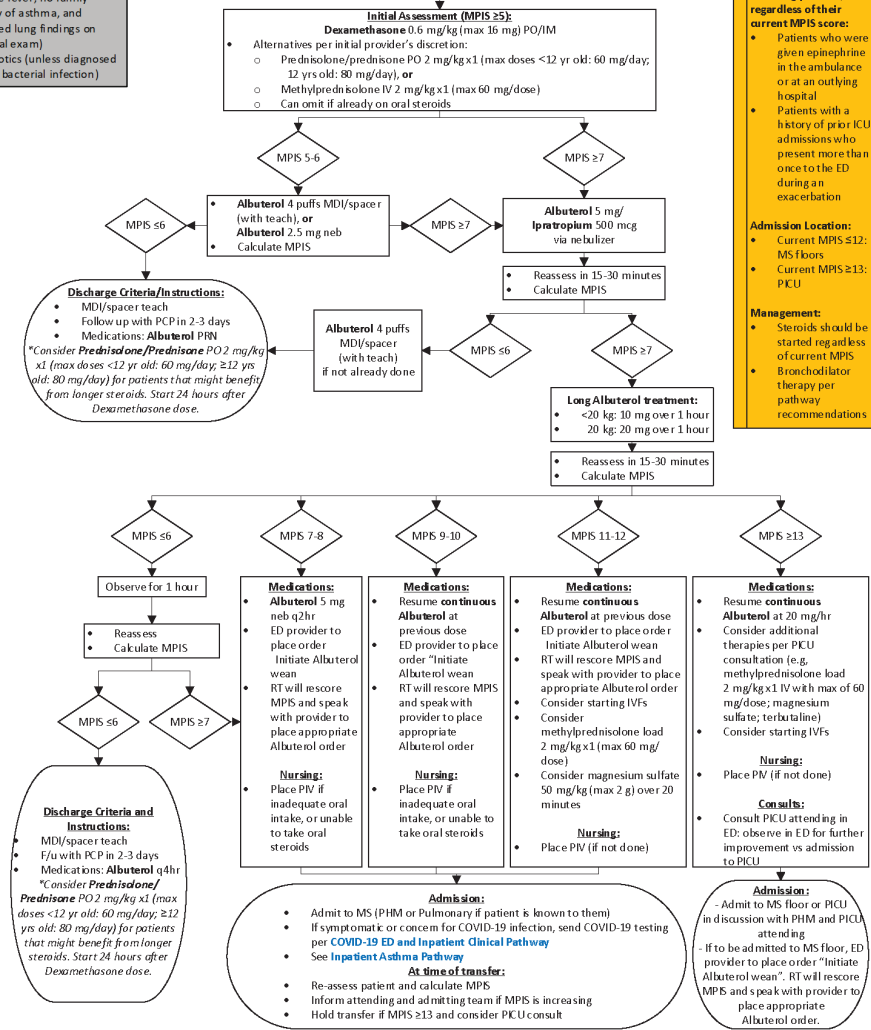 y of asthma, and
ed lung findings on
al exam)
otics (unless diagnosed
bacterial infection)
Initial Assessment (MPIS ≥5):
Dexamethasone 0.6 mg/kg (max 16 mg) PO/IM
• Alternatives per initial provider's discretion:
o Prednisolone/prednisone PO 2 mg/kg x1 (max doses <12 yr old: 60 mg/day;
12 yrs old: 80 mg/day), or
o Methylprednisolone IV 2 mg/kg x1 (max 60 mg/dose)
o Can omit if already on oral steroids
regardless of their
current MPIS score:
• Patients who were
given epinephrine
in the ambulance
or at an outlying
hospital
• Patients with a
history of prior ICU
admissions who
present more than
once to the ED
during an
exacerbation
Admission Location:
• Current MPIS ≤12:
MS floors
• Current MPIS ≥13:
PICU
Management:
• Steroids should be
started regardless
of current MPIS
• Bronchodilator
therapy per
pathway
recommendations
MPIS 5-6
MPIS ≥7
MPIS ≤6
• Albuterol 4 puffs MDI/spacer
(with teach), or
Albuterol 2.5 mg neb
• Calculate MPIS
MPIS ≥7
Albuterol 5 mg/
Ipratropium 500 mcg
via nebulizer
• Reassess in 15-30 minutes
• Calculate MPIS
Discharge Criteria/Instructions:
• MDI/spacer teach
• Follow up with PCP in 2-3 days
• Medications: Albuterol PRN
*Consider Prednisolone/Prednisone PO 2 mg/kg
x1 (max doses <12 yr old: 60 mg/day; ≥12 yrs
old: 80 mg/day) for patients that might benefit
from longer steroids. Start 24 hours after
Dexamethasone dose.
Albuterol 4 puffs
MDI/spacer
(with teach)
if not already done
MPIS ≤6
MPIS ≥7
Long Albuterol treatment:
• <20 kg: 10 mg over 1 hour
• 20 kg: 20 mg over 1 hour
• Reassess in 15-30 minutes
• Calculate MPIS
MPIS ≤6
MPIS 7-8
MPIS 9-10
MPIS 11-12
MPIS ≥13
Observe for 1 hour
• Reassess
• Calculate MPIS
MPIS ≤6
MPIS ≥7
Discharge Criteria and
Instructions:
• MDI/spacer teach
• F/u with PCP in 2-3 days
• Medications: Albuterol q4hr
*Consider Prednisolone/
Prednisone PO 2 mg/kg x1 (max
doses <12 yr old: 60 mg/day; ≥12
yrs old: 80 mg/day) for patients
that might benefit from longer
steroids. Start 24 hours after
Dexamethasone dose.
Medications:
• Albuterol 5 mg
neb q2hr
• ED provider to
place order
Initiate Albuterol
wean
• RT will rescore
MPIS and speak
with provider to
place appropriate
Albuterol order
Nursing:
• Place PIV if
inadequate oral
intake, or unable
to take oral
steroids
Medications:
• Resume continuous
Albuterol at
previous dose
• ED provider to place
order "Initiate
Albuterol wean
• RT will rescore MPIS
and speak with
provider to place
appropriate
Albuterol order
Nursing:
• Place PIV if
inadequate oral
intake, or unable to
take oral steroids
Medications:
• Resume continuous
Albuterol at previous dose
• ED provider to place order
Initiate Albuterol wean
• RT will rescore MPIS and
speak with provider to place
appropriate Albuterol order
• Consider starting IVFs
• Consider
methylprednisolone load
2 mg/kg x1 (max 60 mg/
dose)
• Consider magnesium sulfate
50 mg/kg (max 2 g) over 20
minutes
Nursing:
• Place PIV (if not done)
Medications:
• Resume continuous
Albuterol at 20 mg/hr
• Consider additional
therapies per PICU
consultation (e.g,
methylprednisolone load
2 mg/kg x1 IV with max of 60
mg/dose; magnesium
sulfate; terbutaline)
• Consider starting IVFs
Nursing:
• Place PIV (if not done)
Consults:
• Consult PICU attending in
ED: observe in ED for further
improvement vs admission
to PICU
Admission:
• Admit to MS (PHM or Pulmonary if patient is known to them)
• If symptomatic or concern for COVID-19 infection, send COVID-19 testing
per COVID-19 ED and Inpatient Clinical Pathway
• See Inpatient Asthma Pathway
At time of transfer:
• Re-assess patient and calculate MPIS
• Inform attending and admitting team if MPIS is increasing
• Hold transfer if MPIS ≥13 and consider PICU consult
Admission:
- Admit to MS floor or PICU
in discussion with PHM and PICU
attending
- If to be admitted to MS floor, ED
provider to place order "Initiate
Albuterol wean". RT will rescore
MPIS and speak with provider to
place appropriate
Albuterol order.